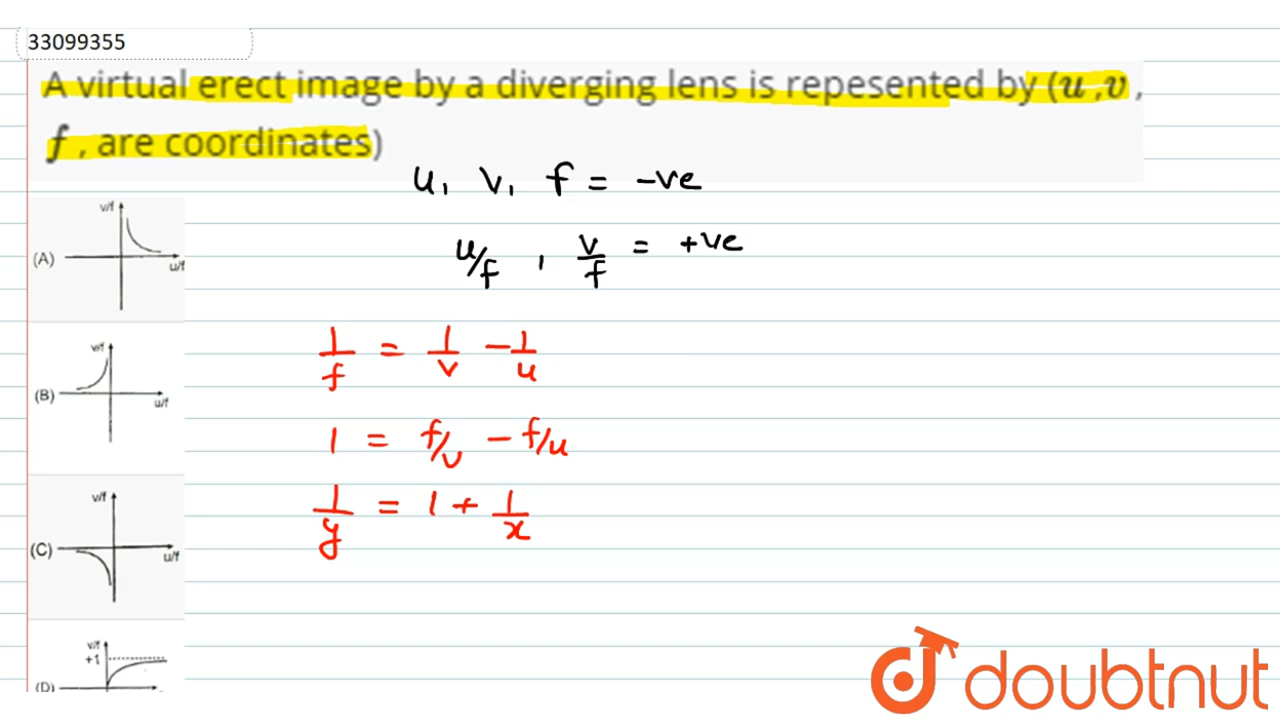 33099355
A virtual erect image by a diverging lens is repesented by (u ,v ,
f , are coordinates)
u, v, f = -ve
u/f , v/f = +ve
(A) v/f u/f
1/f = 1/v - 1/u
(B) v/f u/f
1 = f/v - f/u
1/y = 1 + 1/x
(C) v/f u/f
(D) v/f +1
doubtnut